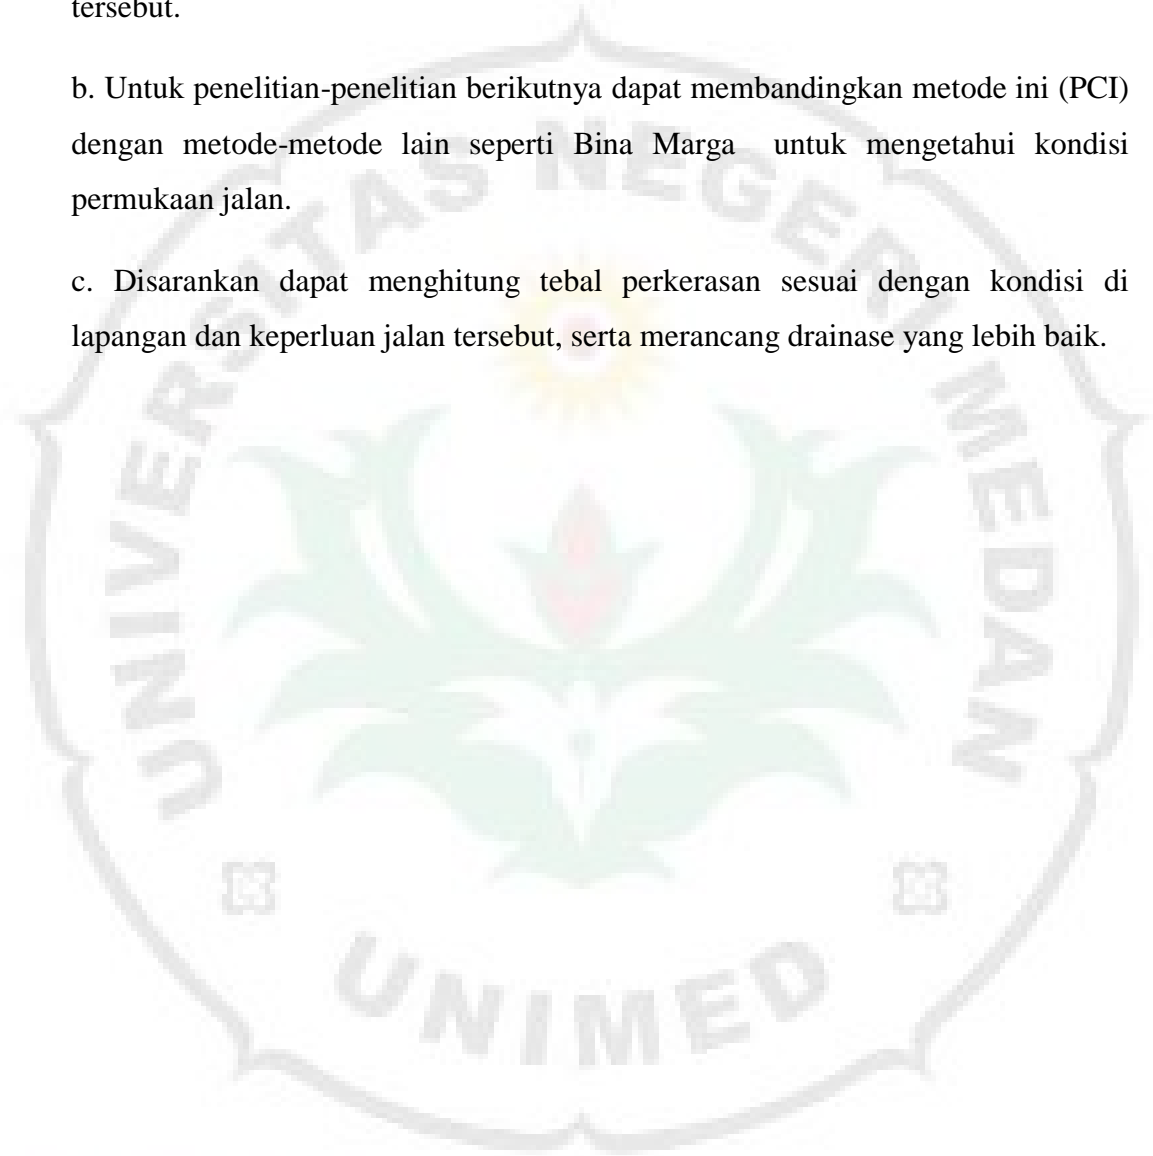 tersebut.
b. Untuk penelitian-penelitian berikutnya dapat membandingkan metode ini (PCI)
dengan metode-metode lain seperti Bina Marga untuk mengetahui kondisi
permukaan jalan.
c. Disarankan dapat menghitung tebal perkerasan sesuai dengan kondisi di
lapangan dan keperluan jalan tersebut, serta merancang drainase yang lebih baik.
UNIVERSITAS NEGERI MEDAN
UNIMED